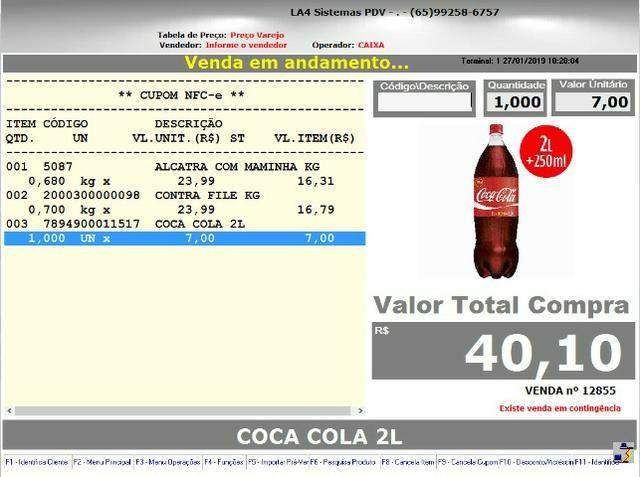 LA4 Sistemas PDV - . - (65)99258-6757
Tabela de Preço: Preço Varejo
Vendedor: Informe o vendedor Operador: CAIXA
Venda em andamento...
Terminal: 1 27/01/2019 10:20:04
** CUPOM NFC-e **
ITEM CÓDIGO DESCRIÇÃO
QTD. UN VL.UNIT.(R$) ST VL.ITEM(R$)
001 5087 ALCATRA COM MAMINHA KG
0,680 kg x 23,99 16,31
002 2000300000098 CONTRA FILE KG
0,700 kg x 23,99 16,79
003 7894900011517 COCA COLA 2L
1,000 UN x 7,00 7,00
Código\Descrição
Quantidade
1,000
Valor Unitário
7,00
2L
+250ml
Coca-Cola
Valor Total Compra
R$
40,10
VENDA nº 12855
Existe venda em contingência
COCA COLA 2L
F1 - Identifica Cliente F2 - Menu Principal F3 - Menu Operações F4 - Funções F5 - Importar Pré-Ver F6 - Pesquisa Produto F8 - Cancela Item F9 - Cancela Cupom F10 - Desconto/Acréscim F11 - Identific